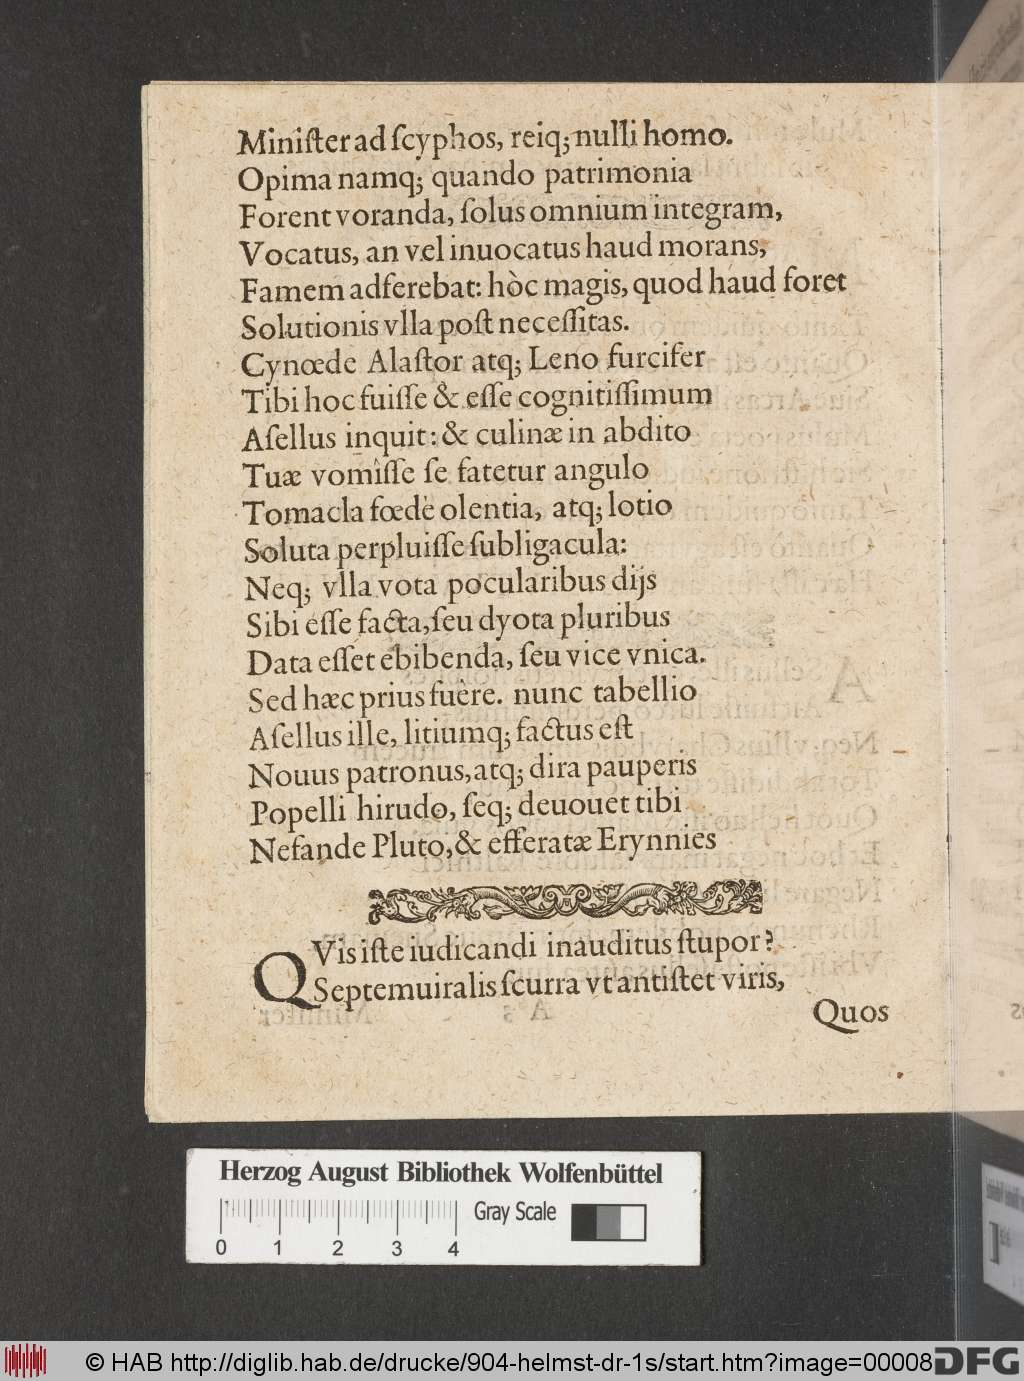 Miniſter ad ſcyphos, reiq; nulli homo.
Opima namq; quando patrimonia
Forent voranda, ſolus omnium integram,
Vocatus, an vel inuocatus haud morans,
Famem adferebat: hòc magis, quod haud foret
Solutionis vlla poſt neceſſitas.
Cynœde Alaſtor atq; Leno furcifer
Tibi hoc fuiſſe & eſſe cognitiſſimum
Aſellus inquit: & culinæ in abdito
Tuæ vomiſſe ſe fatetur angulo
Tomacla fœdè olentia, atq; lotio
Soluta perpluiſſe ſubligacula:
Neq; vlla vota pocularibus dijs
Sibi eſſe facta, ſeu dyota pluribus
Data eſſet ebibenda, ſeu vice vnica.
Sed hæc prius fuère. nunc tabellio
Aſellus ille, litiumq; factus eſt
Nouus patronus, atq; dira pauperis
Popelli hirudo, ſeq; deuouet tibi
Nefande Pluto, & efferatæ Erynnies
QVis iſte iudicandi inauditus ſtupor?
Septemuiralis ſcurra vt antiſtet viris,
Quos
Herzog August Bibliothek Wolfenbüttel
Gray Scale
0 1 2 3 4
© HAB http://diglib.hab.de/drucke/904-helmst-dr-1s/start.htm?image=00008
DFG